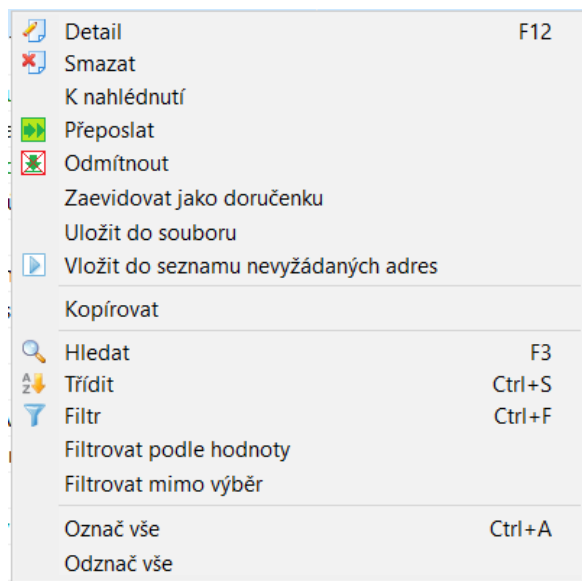 Detail F12
Smazat
K nahlédnutí
Přeposlat
Odmítnout
Zaevidovat jako doručenku
Uložit do souboru
Vložit do seznamu nevyžádaných adres
Kopírovat
Hledat F3
Třídit Ctrl+S
Filtr Ctrl+F
Filtrovat podle hodnoty
Filtrovat mimo výběr
Označ vše Ctrl+A
Odznač vše